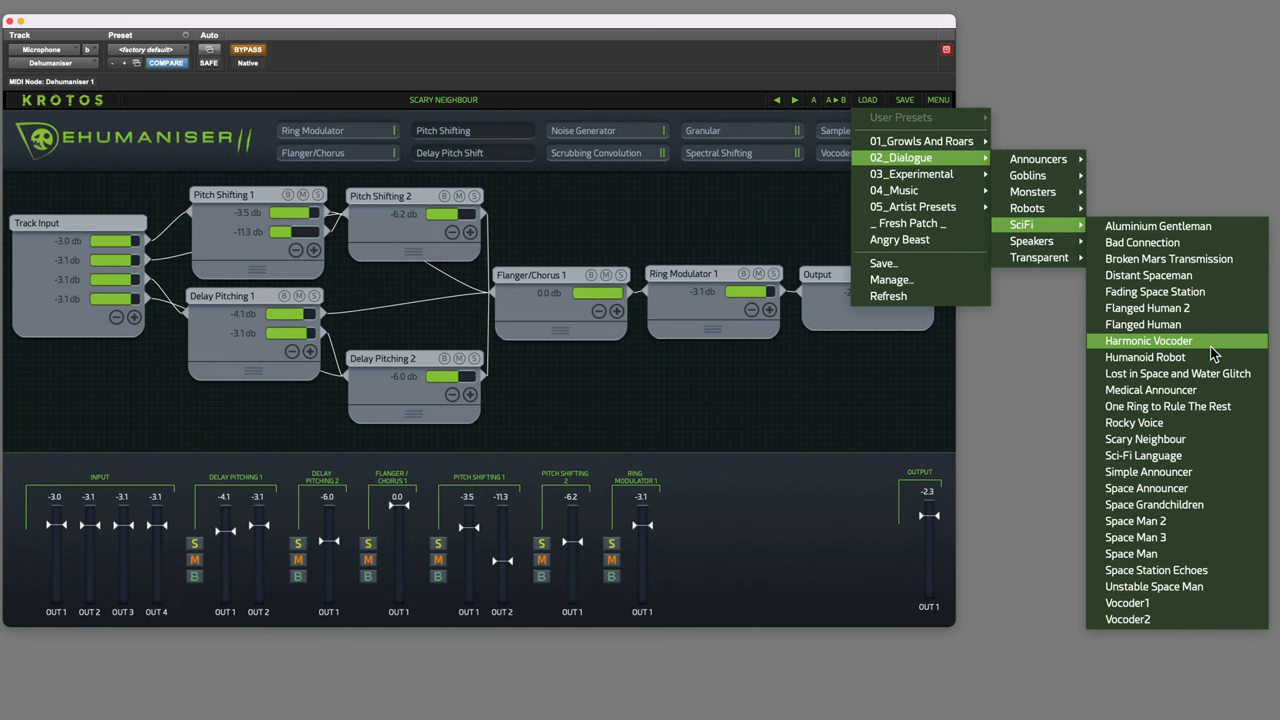 Track Preset Auto
Microphone b <factory default> BYPASS
Dehumaniser - + COMPARE SAFE Native
MIDI Node: Dehumaniser 1
KROTOS SCARY NEIGHBOUR A A►B LOAD SAVE MENU
EHUMANISER II
Ring Modulator Pitch Shifting Noise Generator Granular Sample
Flanger/Chorus Delay Pitch Shift Scrubbing Convolution Spectral Shifting Vocode
User Presets
01_Growls And Roars
02_Dialogue
03_Experimental
04_Music
05_Artist Presets
_ Fresh Patch _
Angry Beast
Save...
Manage...
Refresh
Announcers
Goblins
Monsters
Robots
SciFi
Speakers
Transparent
Aluminium Gentleman
Bad Connection
Broken Mars Transmission
Distant Spaceman
Fading Space Station
Flanged Human 2
Flanged Human
Harmonic Vocoder
Humanoid Robot
Lost in Space and Water Glitch
Medical Announcer
One Ring to Rule The Rest
Rocky Voice
Scary Neighbour
Sci-Fi Language
Simple Announcer
Space Announcer
Space Grandchildren
Space Man 2
Space Man 3
Space Man
Space Station Echoes
Unstable Space Man
Vocoder1
Vocoder2
Track Input
-3.0 db
-3.1 db
-3.1 db
-3.1 db
Pitch Shifting 1 B M S
-3.5 db
-11.3 db
Pitch Shifting 2 B M S
-6.2 db
Delay Pitching 1 B M S
-4.1 db
-3.1 db
Delay Pitching 2 B M S
-6.0 db
Flanger/Chorus 1 B M S
0.0 db
Ring Modulator 1 B M S
-3.1 db
Output
INPUT
-3.0 -3.1 -3.1 -3.1
OUT 1 OUT 2 OUT 3 OUT 4
DELAY PITCHING 1
-4.1 -3.1
S
M
B
OUT 1 OUT 2
DELAY
PITCHING 2
-6.0
S
M
B
OUT 1
FLANGER /
CHORUS 1
0.0
S
M
B
OUT 1
PITCH SHIFTING 1
-3.5 -11.3
S
M
B
OUT 1 OUT 2
PITCH SHIFTING
2
-6.2
S
M
B
OUT 1
RING
MODULATOR 1
-3.1
S
M
B
OUT 1
OUTPUT
-2.3
OUT 1